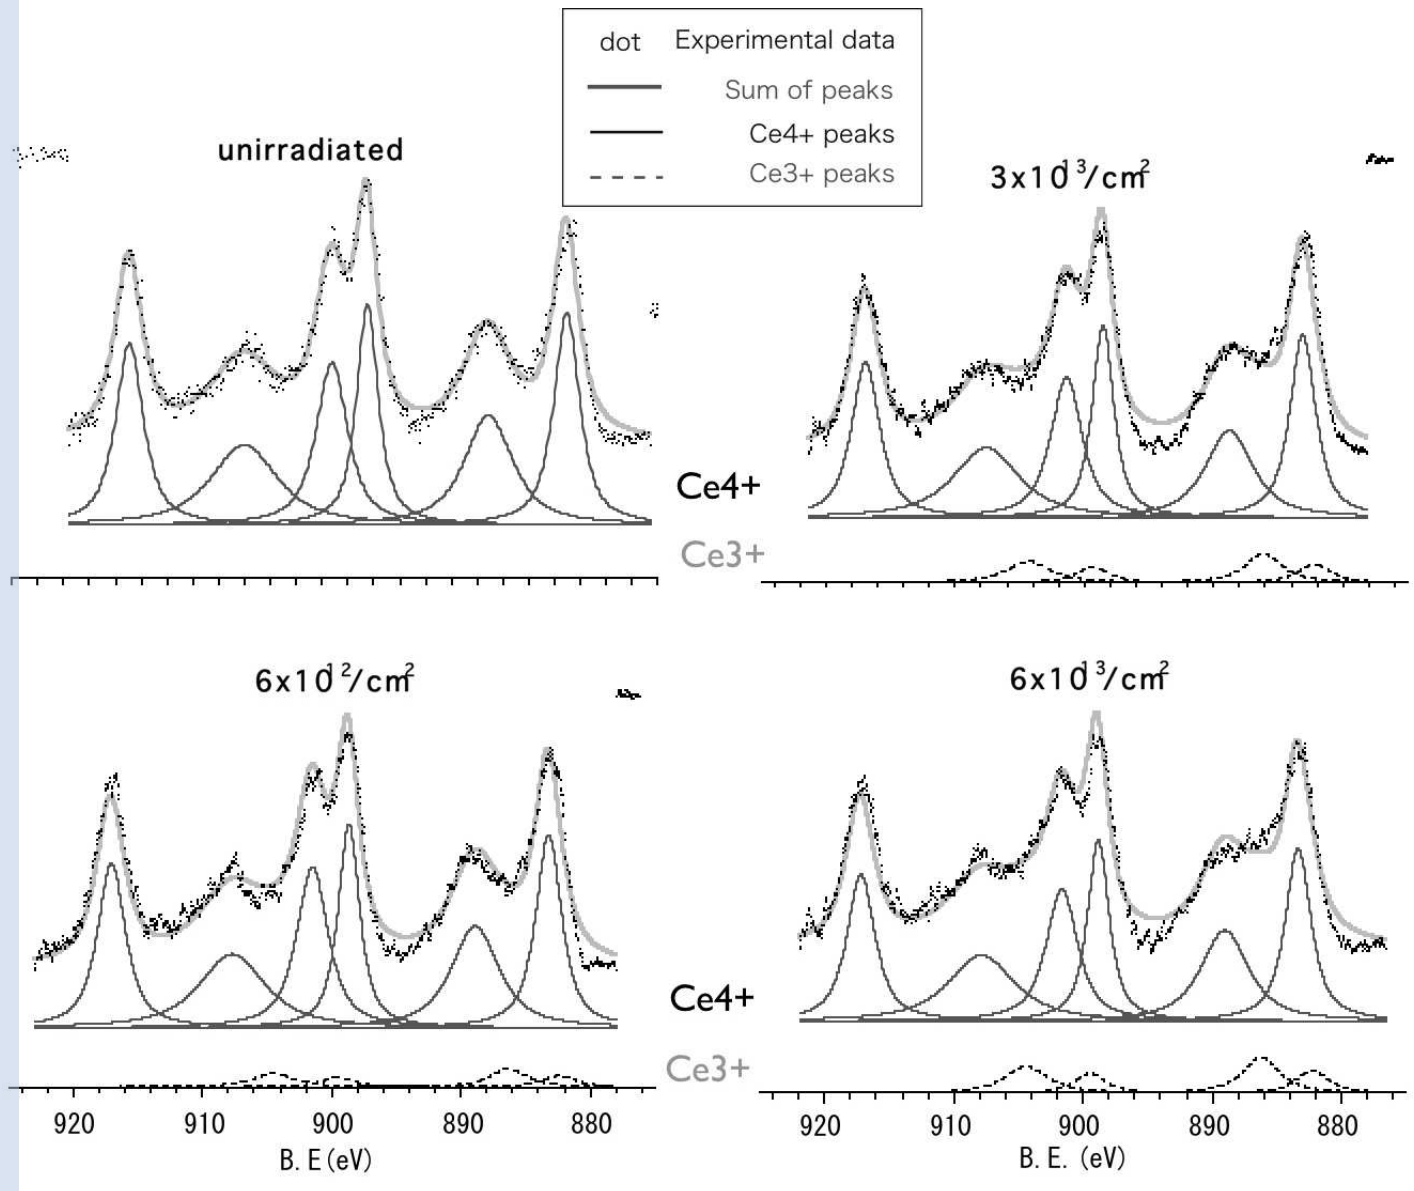 dot Experimental data
Sum of peaks
Ce4+ peaks
Ce3+ peaks
unirradiated
3x10¹³/cm²
Ce4+
Ce3+
6x10¹²/cm²
6x10¹³/cm²
Ce4+
Ce3+
920 910 900 890 880
B. E (eV)
920 910 900 890 880
B. E. (eV)